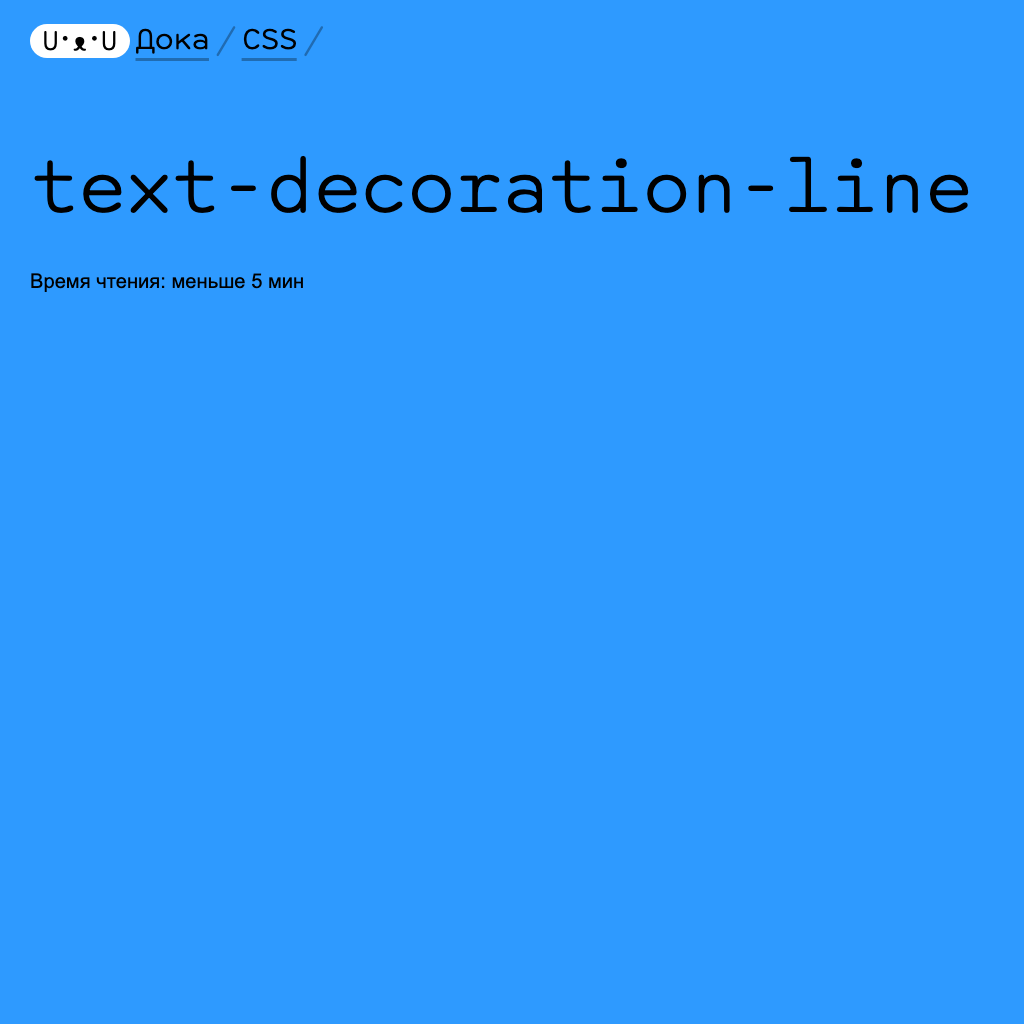 U·ᴥ·U Дока / CSS /
text-decoration-line
Время чтения: меньше 5 мин